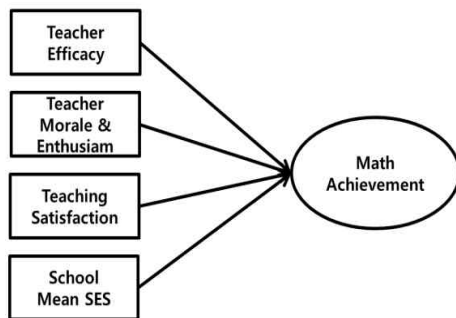 Teacher
Efficacy
Teacher
Morale &
Enthusiam
Teaching
Satisfaction
School
Mean SES
Math
Achievement